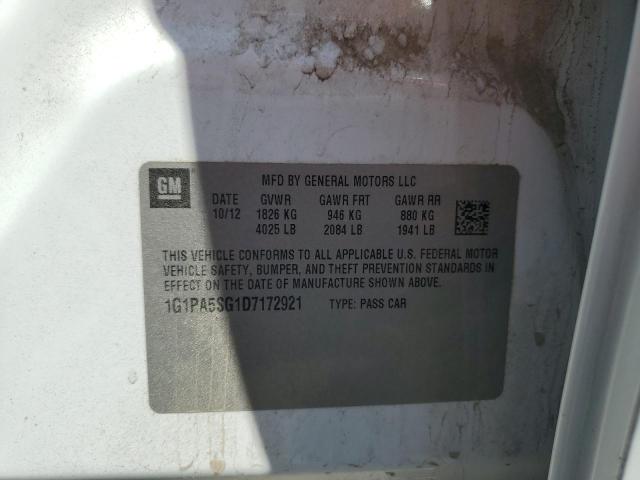 GM
MFD BY GENERAL MOTORS LLC
DATE GVWR GAWR FRT GAWR RR
10/12 1826 KG 946 KG 880 KG
4025 LB 2084 LB 1941 LB
THIS VEHICLE CONFORMS TO ALL APPLICABLE U.S. FEDERAL MOTOR
VEHICLE SAFETY, BUMPER, AND THEFT PREVENTION STANDARDS
IN EFFECT ON THE DATE OF MANUFACTURE SHOWN ABOVE.
1G1PA5SG1D7172921 TYPE: PASS CAR